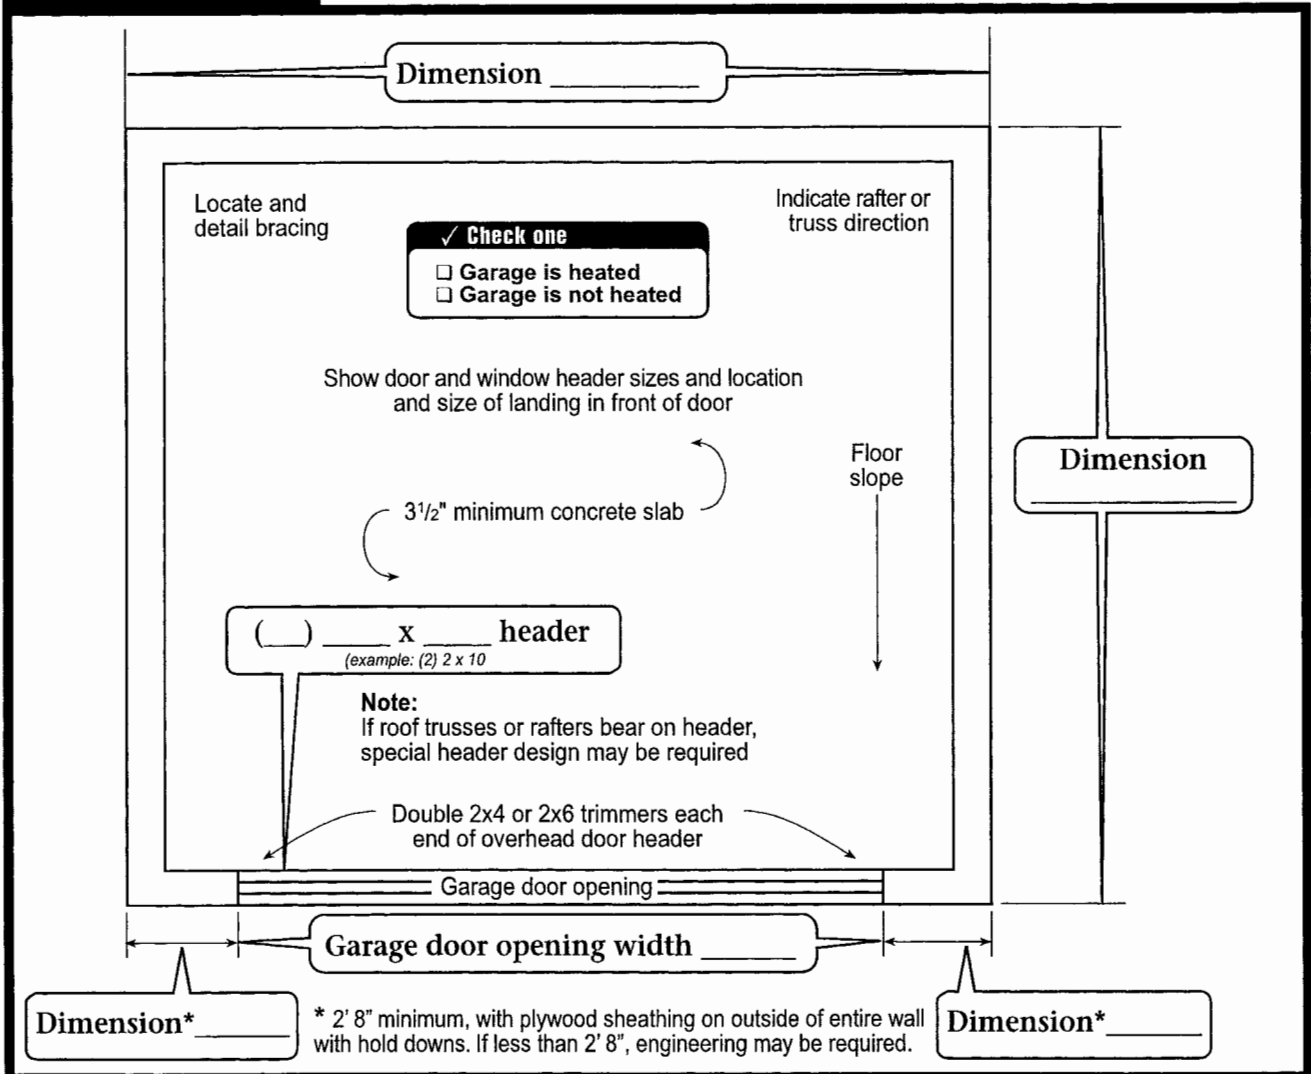 Dimension ________
Locate and
detail bracing
Indicate rafter or
truss direction
✓ Check one
❑ Garage is heated
❑ Garage is not heated
Show door and window header sizes and location
and size of landing in front of door
Floor
slope
Dimension
____________
3 1/2" minimum concrete slab
(___) ____ x ____ header
(example: (2) 2 x 10
Note:
If roof trusses or rafters bear on header,
special header design may be required
Double 2x4 or 2x6 trimmers each
end of overhead door header
Garage door opening
Garage door opening width ______
Dimension*______
* 2' 8" minimum, with plywood sheathing on outside of entire wall
with hold downs. If less than 2' 8", engineering may be required.
Dimension*______